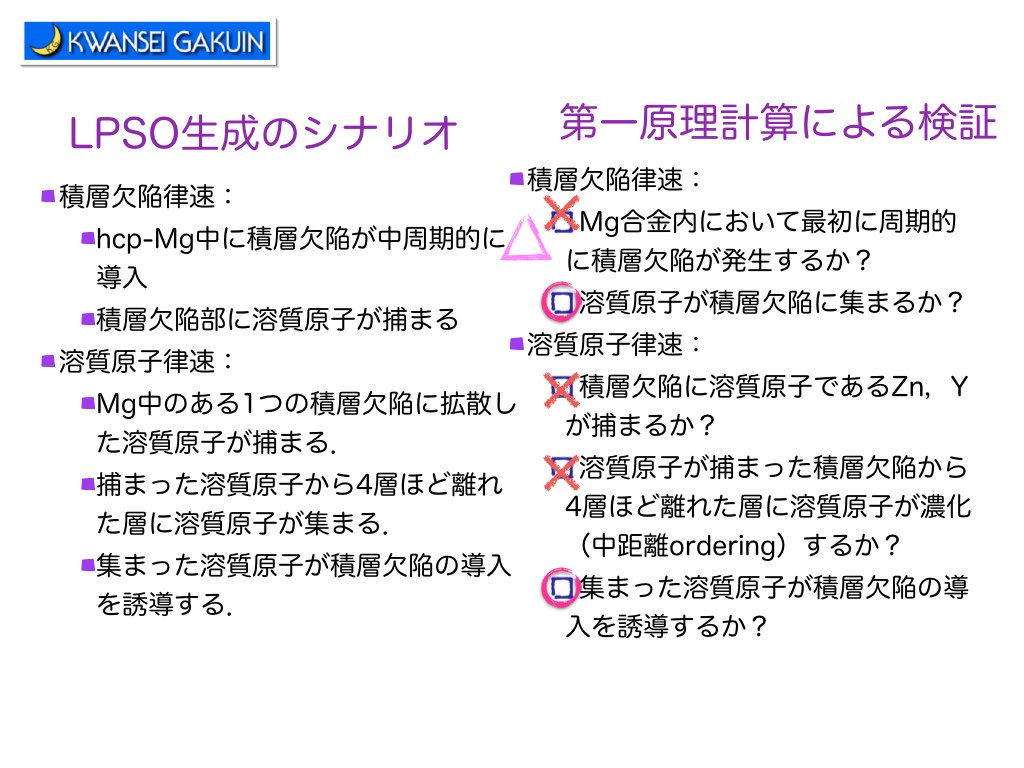 KWANSEI GAKUIN
LPSO生成のシナリオ
積層欠陥律速：
hcp-Mg中に積層欠陥が中周期的に
導入
積層欠陥部に溶質原子が捕まる
溶質原子律速：
Mg中のある1つの積層欠陥に拡散し
た溶質原子が捕まる．
捕まった溶質原子から4層ほど離れ
た層に溶質原子が集まる．
集まった溶質原子が積層欠陥の導入
を誘導する．
第一原理計算による検証
積層欠陥律速：
Mg合金内において最初に周期的
に積層欠陥が発生するか？
溶質原子が積層欠陥に集まるか？
溶質原子律速：
積層欠陥に溶質原子であるZn，Y
が捕まるか？
溶質原子が捕まった積層欠陥から
4層ほど離れた層に溶質原子が濃化
（中距離ordering）するか？
集まった溶質原子が積層欠陥の導
入を誘導するか？